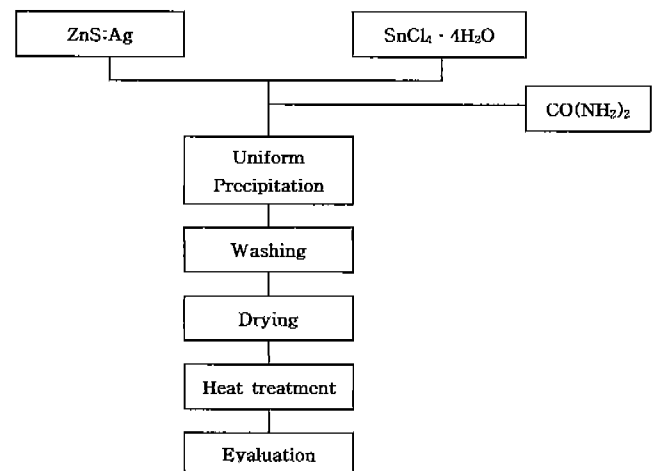 ZnS:Ag
SnCl₄ · 4H₂O
CO(NH₂)₂
Uniform
Precipitation
Washing
Drying
Heat treatment
Evaluation